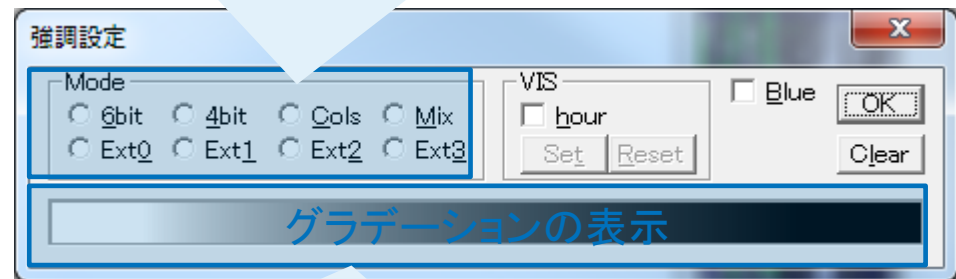 強調設定
Mode
6bit 4bit Cols Mix
Ext0 Ext1 Ext2 Ext3
VIS
hour
Set Reset
Blue
OK
Clear
グラデーションの表示